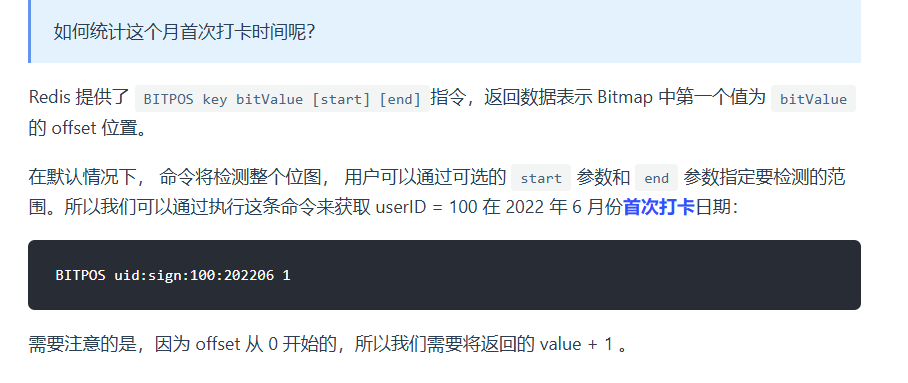 如何统计这个月首次打卡时间呢？
Redis 提供了 BITPOS key bitValue [start] [end]指令，返回数据表示 Bitmap 中第一个值为 bitValue
的 offset 位置。
在默认情况下， 命令将检测整个位图， 用户可以通过可选的 start 参数和 end 参数指定要检测的范
围。所以我们可以通过执行这条命令来获取 userID = 100 在 2022 年 6 月份首次打卡日期：
BITPOS uid:sign:100:202206 1
需要注意的是，因为 offset 从 0 开始的，所以我们需要将返回的 value + 1 。